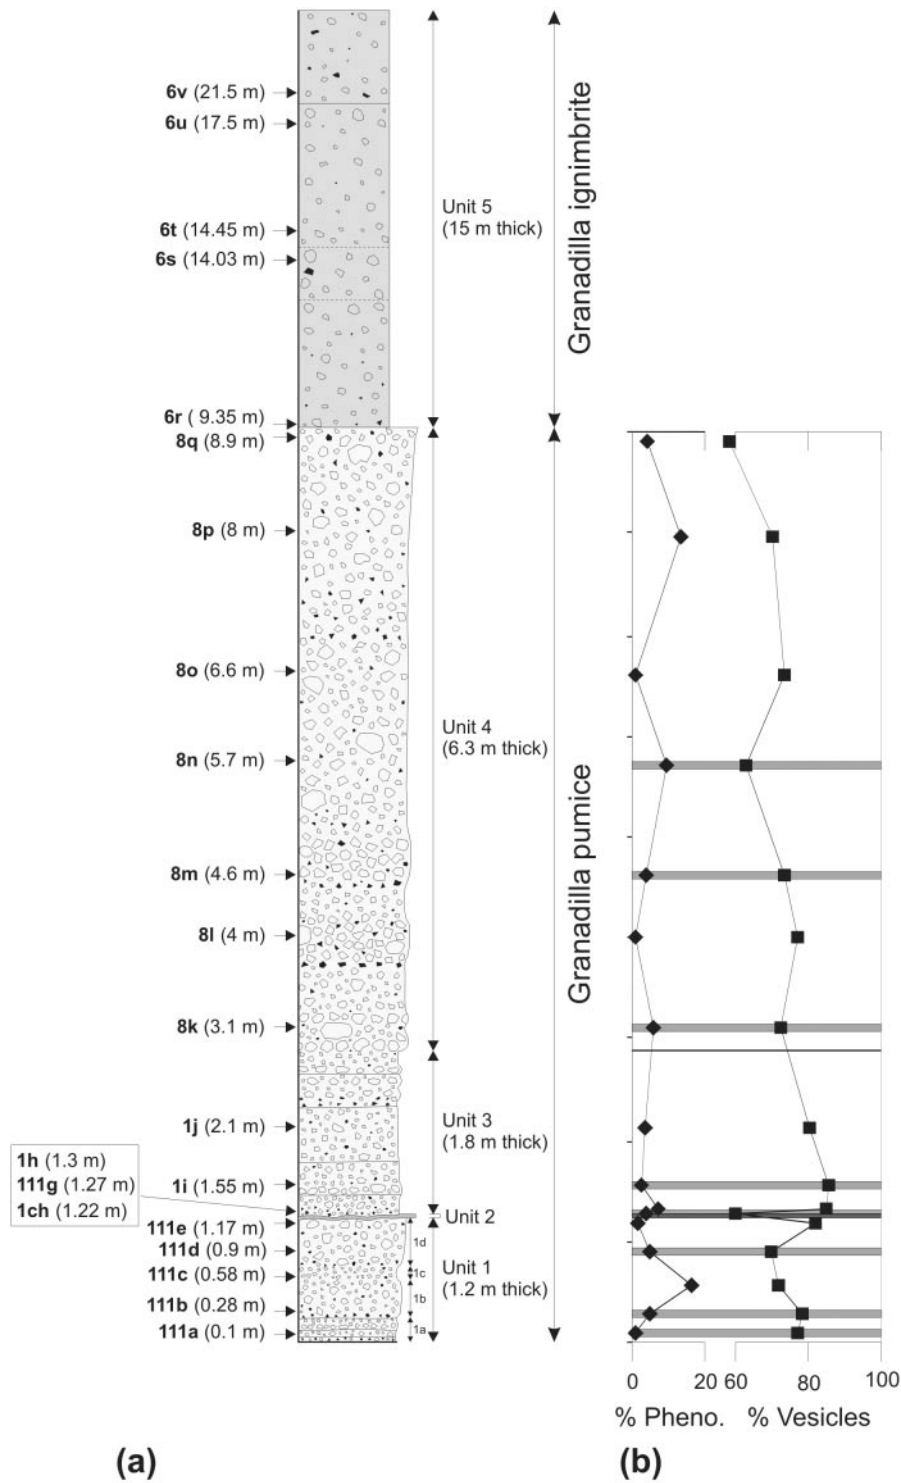 6v (21.5 m)
6u (17.5 m)
6t (14.45 m)
6s (14.03 m)
6r ( 9.35 m)
8q (8.9 m)
8p (8 m)
8o (6.6 m)
8n (5.7 m)
8m (4.6 m)
8l (4 m)
8k (3.1 m)
1j (2.1 m)
1h (1.3 m)
111g (1.27 m)
1ch (1.22 m)
1i (1.55 m)
111e (1.17 m)
111d (0.9 m)
111c (0.58 m)
111b (0.28 m)
111a (0.1 m)
1d
1c
1b
1a
Unit 5
(15 m thick)
Unit 4
(6.3 m thick)
Unit 3
(1.8 m thick)
Unit 2
Unit 1
(1.2 m thick)
Granadilla ignimbrite
Granadilla pumice
0 20 60 80 100
% Pheno. % Vesicles
(a) (b)